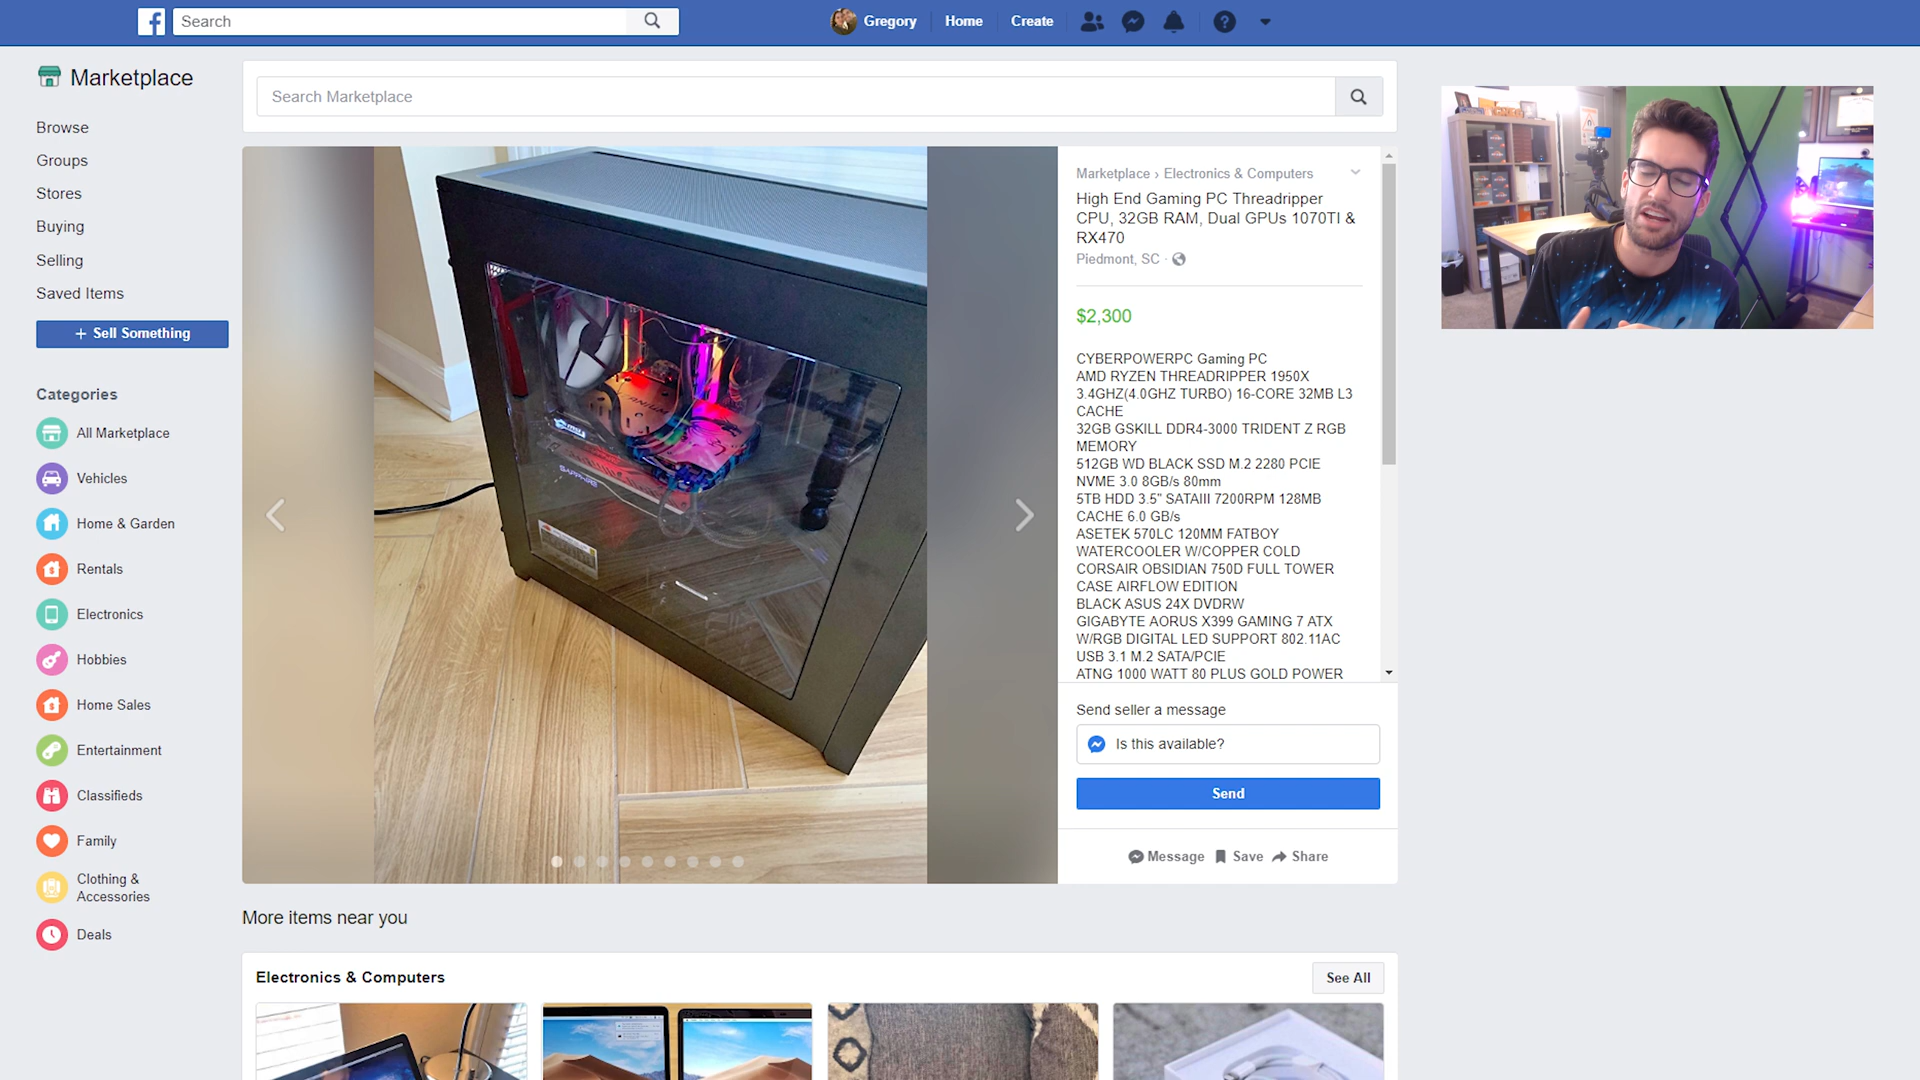 Search
Gregory
Home
Create
Marketplace
Browse
Groups
Stores
Buying
Selling
Saved Items
+ Sell Something
Categories
All Marketplace
Vehicles
Home & Garden
Rentals
Electronics
Hobbies
Home Sales
Entertainment
Classifieds
Family
Clothing &
Accessories
Deals
Search Marketplace
TITANIUM
SAPPHIRE
Marketplace › Electronics & Computers
High End Gaming PC Threadripper
CPU, 32GB RAM, Dual GPUs 1070TI &
RX470
Piedmont, SC ·
$2,300
CYBERPOWERPC Gaming PC
AMD RYZEN THREADRIPPER 1950X
3.4GHZ(4.0GHZ TURBO) 16-CORE 32MB L3
CACHE
32GB GSKILL DDR4-3000 TRIDENT Z RGB
MEMORY
512GB WD BLACK SSD M.2 2280 PCIE
NVME 3.0 8GB/s 80mm
5TB HDD 3.5" SATAIII 7200RPM 128MB
CACHE 6.0 GB/s
ASETEK 570LC 120MM FATBOY
WATERCOOLER W/COPPER COLD
CORSAIR OBSIDIAN 750D FULL TOWER
CASE AIRFLOW EDITION
BLACK ASUS 24X DVDRW
GIGABYTE AORUS X399 GAMING 7 ATX
W/RGB DIGITAL LED SUPPORT 802.11AC
USB 3.1 M.2 SATA/PCIE
ATNG 1000 WATT 80 PLUS GOLD POWER
Send seller a message
Is this available?
Send
Message
Save
Share
More items near you
Electronics & Computers
See All